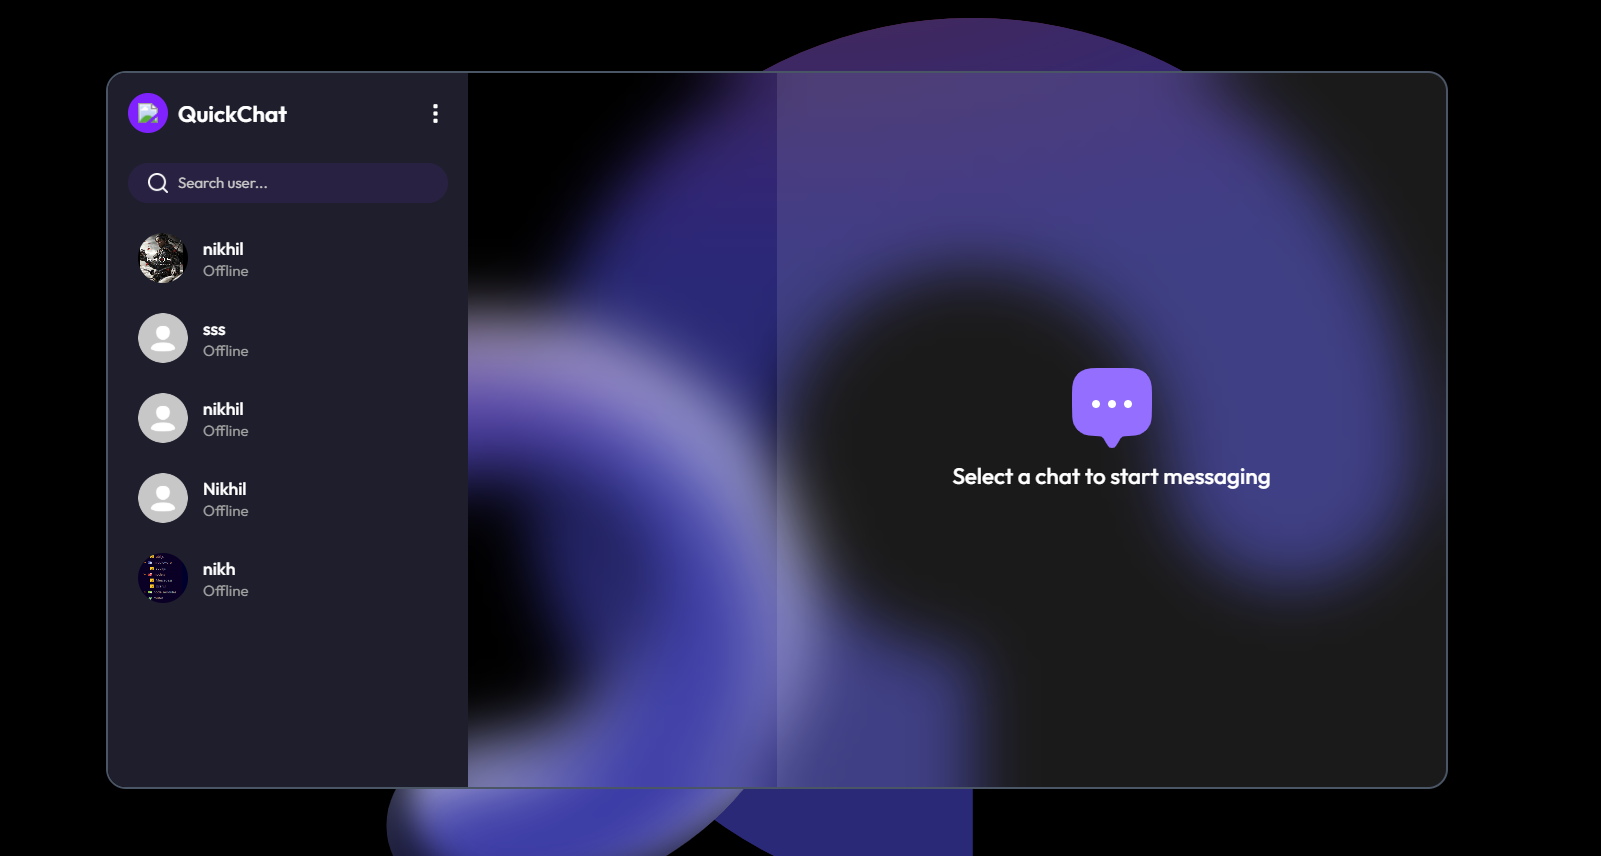 QuickChat
Search user...
nikhil
Offline
sss
Offline
nikhil
Offline
Nikhil
Offline
nikh
Offline
Select a chat to start messaging